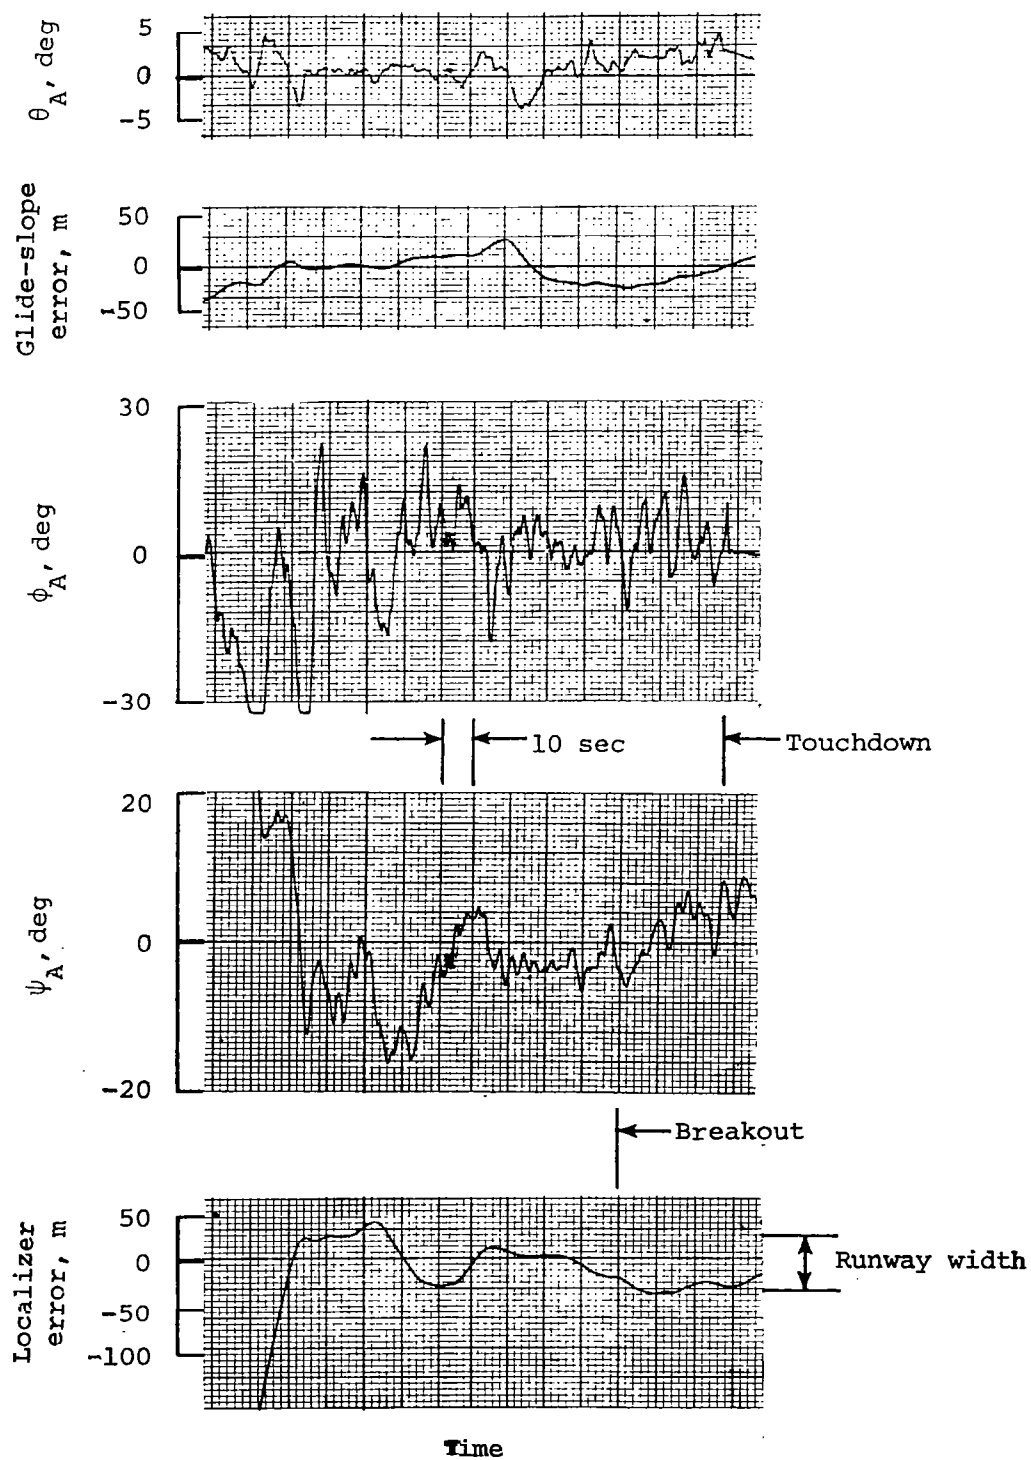 θA, deg
5
0
-5
Glide-slope
error, m
50
0
-50
ϕA, deg
30
0
-30
10 sec
Touchdown
ψA, deg
20
0
-20
Breakout
Localizer
error, m
50
0
-50
-100
Runway width
Time